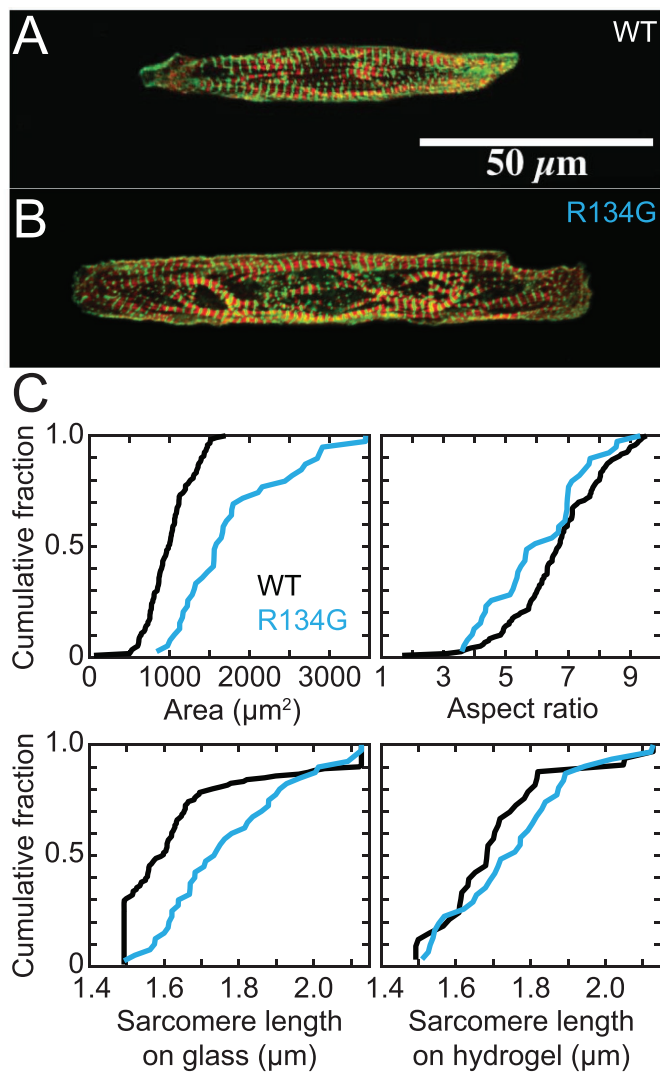 A
WT
50 μm
B
R134G
C
1.0
0.5
0
Cumulative fraction
WT
R134G
0 1000 2000 3000
Area (μm²)
1 3 5 7 9
Aspect ratio
1.0
0.5
0
Cumulative fraction
1.4 1.6 1.8 2.0
Sarcomere length
on glass (μm)
1.4 1.6 1.8 2.0
Sarcomere length
on hydrogel (μm)